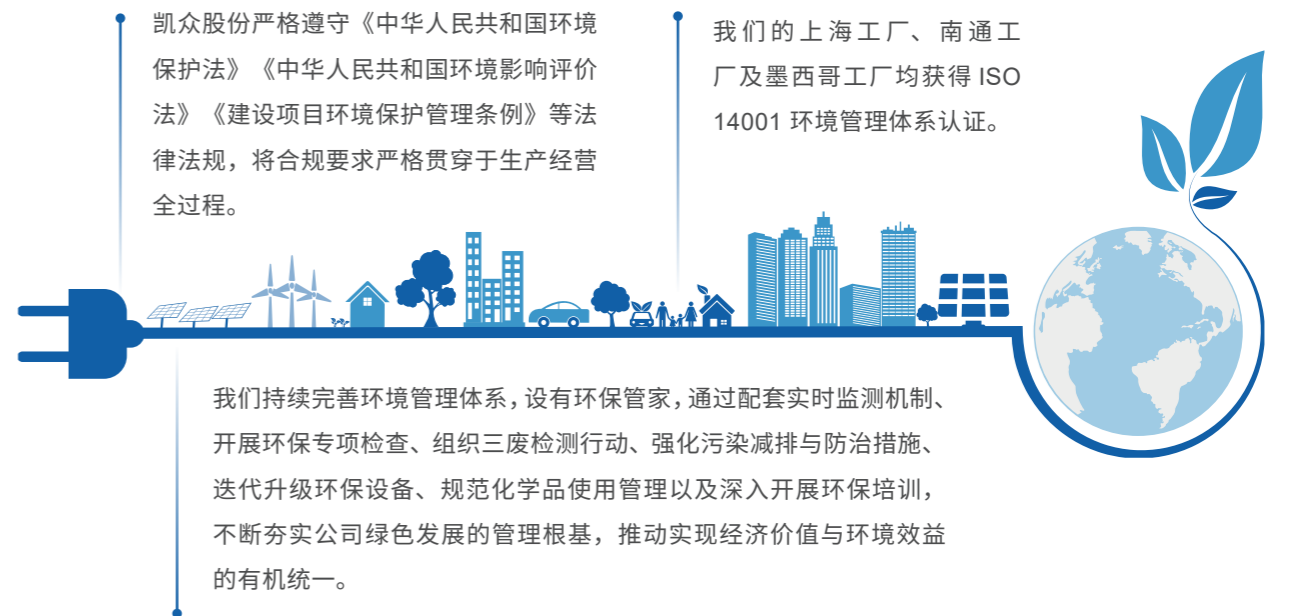 凯众股份严格遵守《中华人民共和国环境
保护法》《中华人民共和国环境影响评价
法》《建设项目环境保护管理条例》等法
律法规，将合规要求严格贯穿于生产经营
全过程。
我们的上海工厂、南通工
厂及墨西哥工厂均获得 ISO
14001 环境管理体系认证。
我们持续完善环境管理体系，设有环保管家，通过配套实时监测机制、
开展环保专项检查、组织三废检测行动、强化污染减排与防治措施、
迭代升级环保设备、规范化学品使用管理以及深入开展环保培训，
不断夯实公司绿色发展的管理根基，推动实现经济价值与环境效益
的有机统一。